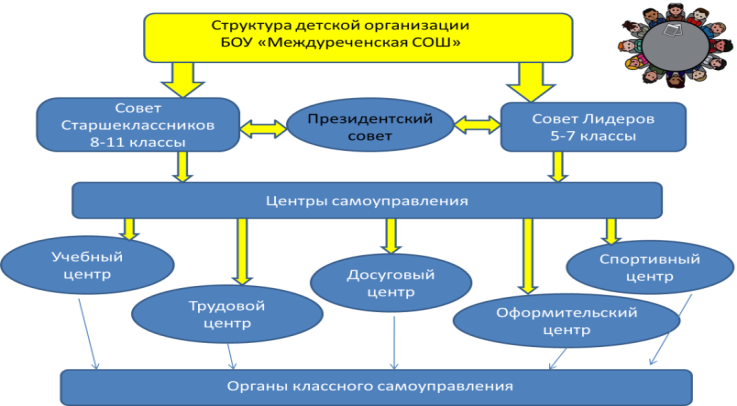 Структура детской организации
БОУ «Междуреченская СОШ»
Совет
Старшеклассников
8-11 классы
Президентский
совет
Совет Лидеров
5-7 классы
Центры самоуправления
Учебный
центр
Трудовой
центр
Досуговый
центр
Оформительский
центр
Спортивный
центр
Органы классного самоуправления